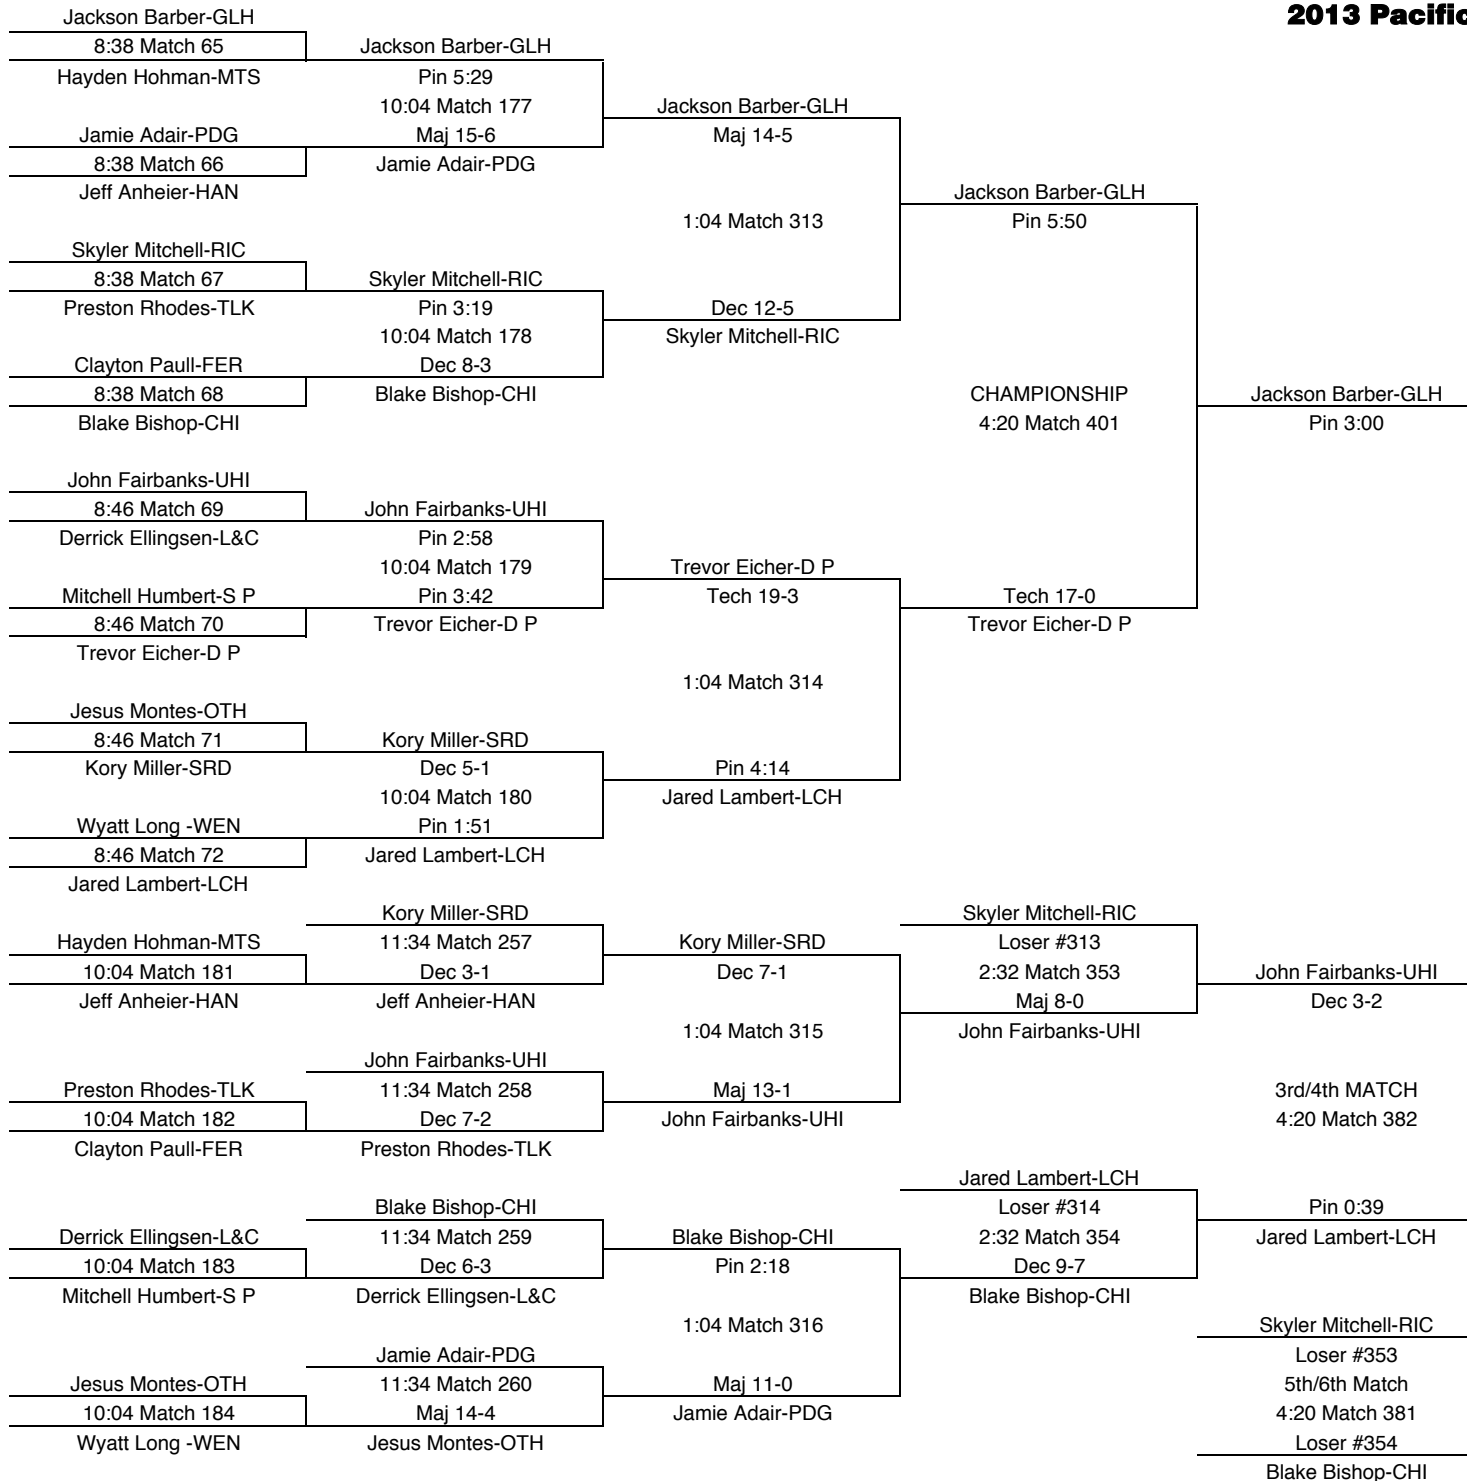 2013 Pacific
Jackson Barber-GLH
8:38 Match 65
Hayden Hohman-MTS
Jamie Adair-PDG
8:38 Match 66
Jeff Anheier-HAN
Skyler Mitchell-RIC
8:38 Match 67
Preston Rhodes-TLK
Clayton Paull-FER
8:38 Match 68
Blake Bishop-CHI
John Fairbanks-UHI
8:46 Match 69
Derrick Ellingsen-L&C
Mitchell Humbert-S P
8:46 Match 70
Trevor Eicher-D P
Jesus Montes-OTH
8:46 Match 71
Kory Miller-SRD
Wyatt Long -WEN
8:46 Match 72
Jared Lambert-LCH
Jackson Barber-GLH
Pin 5:29
10:04 Match 177
Maj 15-6
Jamie Adair-PDG
Skyler Mitchell-RIC
Pin 3:19
10:04 Match 178
Dec 8-3
Blake Bishop-CHI
John Fairbanks-UHI
Pin 2:58
10:04 Match 179
Pin 3:42
Trevor Eicher-D P
Kory Miller-SRD
Dec 5-1
10:04 Match 180
Pin 1:51
Jared Lambert-LCH
Jackson Barber-GLH
Maj 14-5
1:04 Match 313
Dec 12-5
Skyler Mitchell-RIC
Trevor Eicher-D P
Tech 19-3
1:04 Match 314
Pin 4:14
Jared Lambert-LCH
Jackson Barber-GLH
Pin 5:50
CHAMPIONSHIP
4:20 Match 401
Tech 17-0
Trevor Eicher-D P
Jackson Barber-GLH
Pin 3:00
Hayden Hohman-MTS
10:04 Match 181
Jeff Anheier-HAN
Preston Rhodes-TLK
10:04 Match 182
Clayton Paull-FER
Derrick Ellingsen-L&C
10:04 Match 183
Mitchell Humbert-S P
Jesus Montes-OTH
10:04 Match 184
Wyatt Long -WEN
Kory Miller-SRD
11:34 Match 257
Dec 3-1
Jeff Anheier-HAN
John Fairbanks-UHI
11:34 Match 258
Dec 7-2
Preston Rhodes-TLK
Blake Bishop-CHI
11:34 Match 259
Dec 6-3
Derrick Ellingsen-L&C
Jamie Adair-PDG
11:34 Match 260
Maj 14-4
Jesus Montes-OTH
Kory Miller-SRD
Dec 7-1
1:04 Match 315
Maj 13-1
John Fairbanks-UHI
Blake Bishop-CHI
Pin 2:18
1:04 Match 316
Maj 11-0
Jamie Adair-PDG
Skyler Mitchell-RIC
Loser #313
2:32 Match 353
Maj 8-0
John Fairbanks-UHI
Jared Lambert-LCH
Loser #314
2:32 Match 354
Dec 9-7
Blake Bishop-CHI
John Fairbanks-UHI
Dec 3-2
3rd/4th MATCH
4:20 Match 382
Pin 0:39
Jared Lambert-LCH
Skyler Mitchell-RIC
Loser #353
5th/6th Match
4:20 Match 381
Loser #354
Blake Bishop-CHI